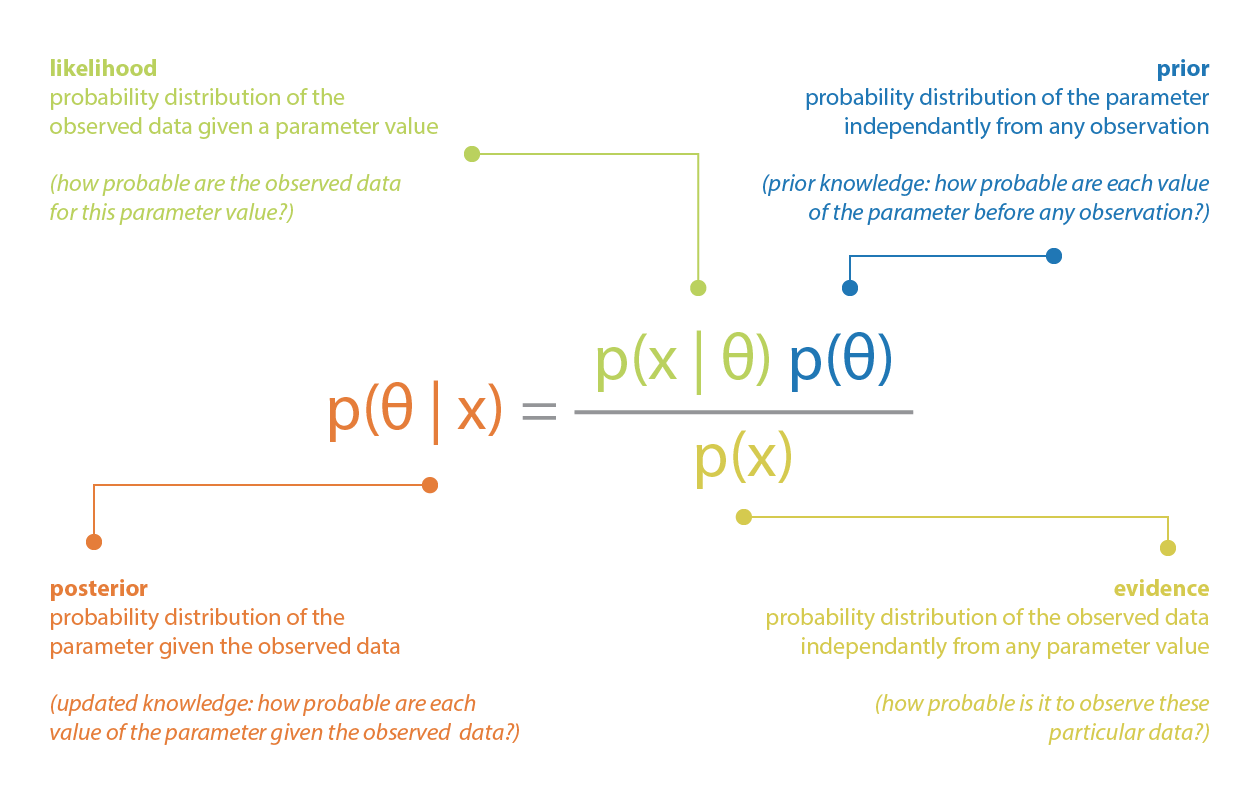 likelihood
probability distribution of the
observed data given a parameter value
(how probable are the observed data
for this parameter value?)
prior
probability distribution of the parameter
independantly from any observation
(prior knowledge: how probable are each value
of the parameter before any observation?)
p(θ | x) =
p(x | θ) p(θ)
p(x)
posterior
probability distribution of the
parameter given the observed data
(updated knowledge: how probable are each
value of the parameter given the observed data?)
evidence
probability distribution of the observed data
independantly from any parameter value
(how probable is it to observe these
particular data?)